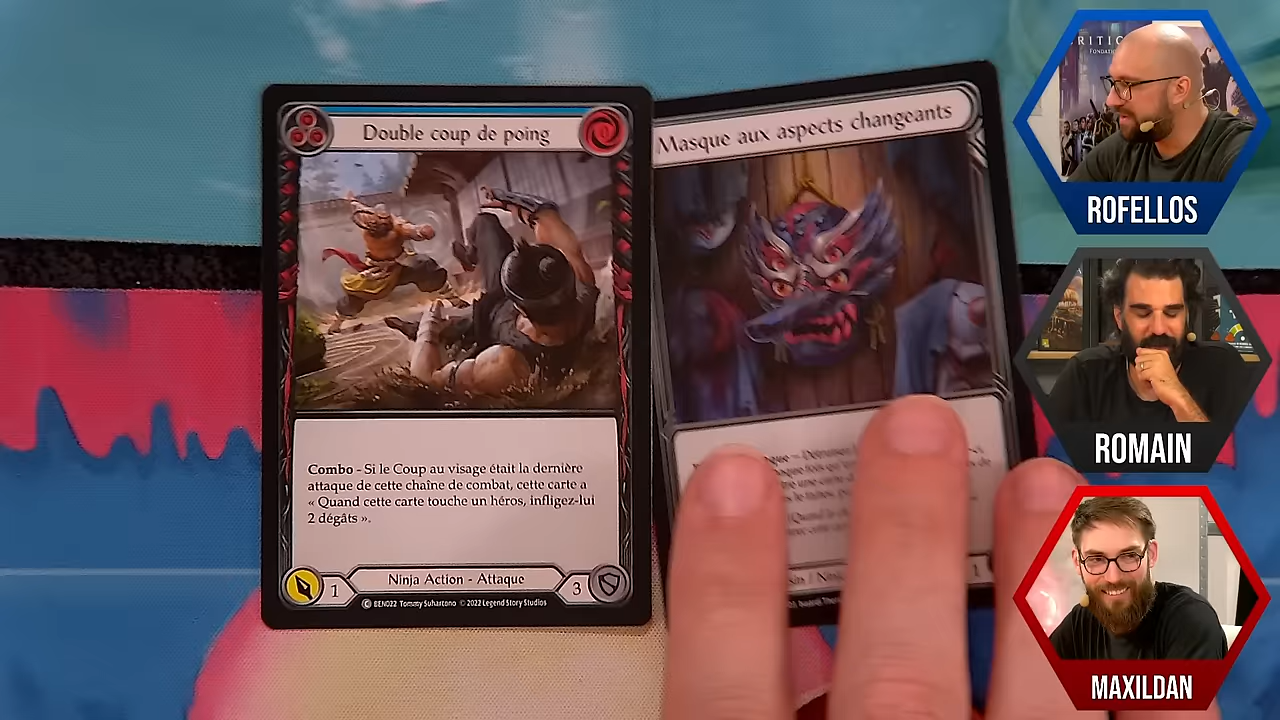 Double coup de poing
Combo - Si le Coup au visage était la dernière
attaque de cette chaîne de combat, cette carte a
« Quand cette carte touche un héros, infligez-lui
2 dégâts ».
1
Ninja Action - Attaque
3
BEN022 Tommy Suhartono © 2022 Legend Story Studios
Masque aux aspects changeants
1
ROFELLOS
ROMAIN
MAXILDAN